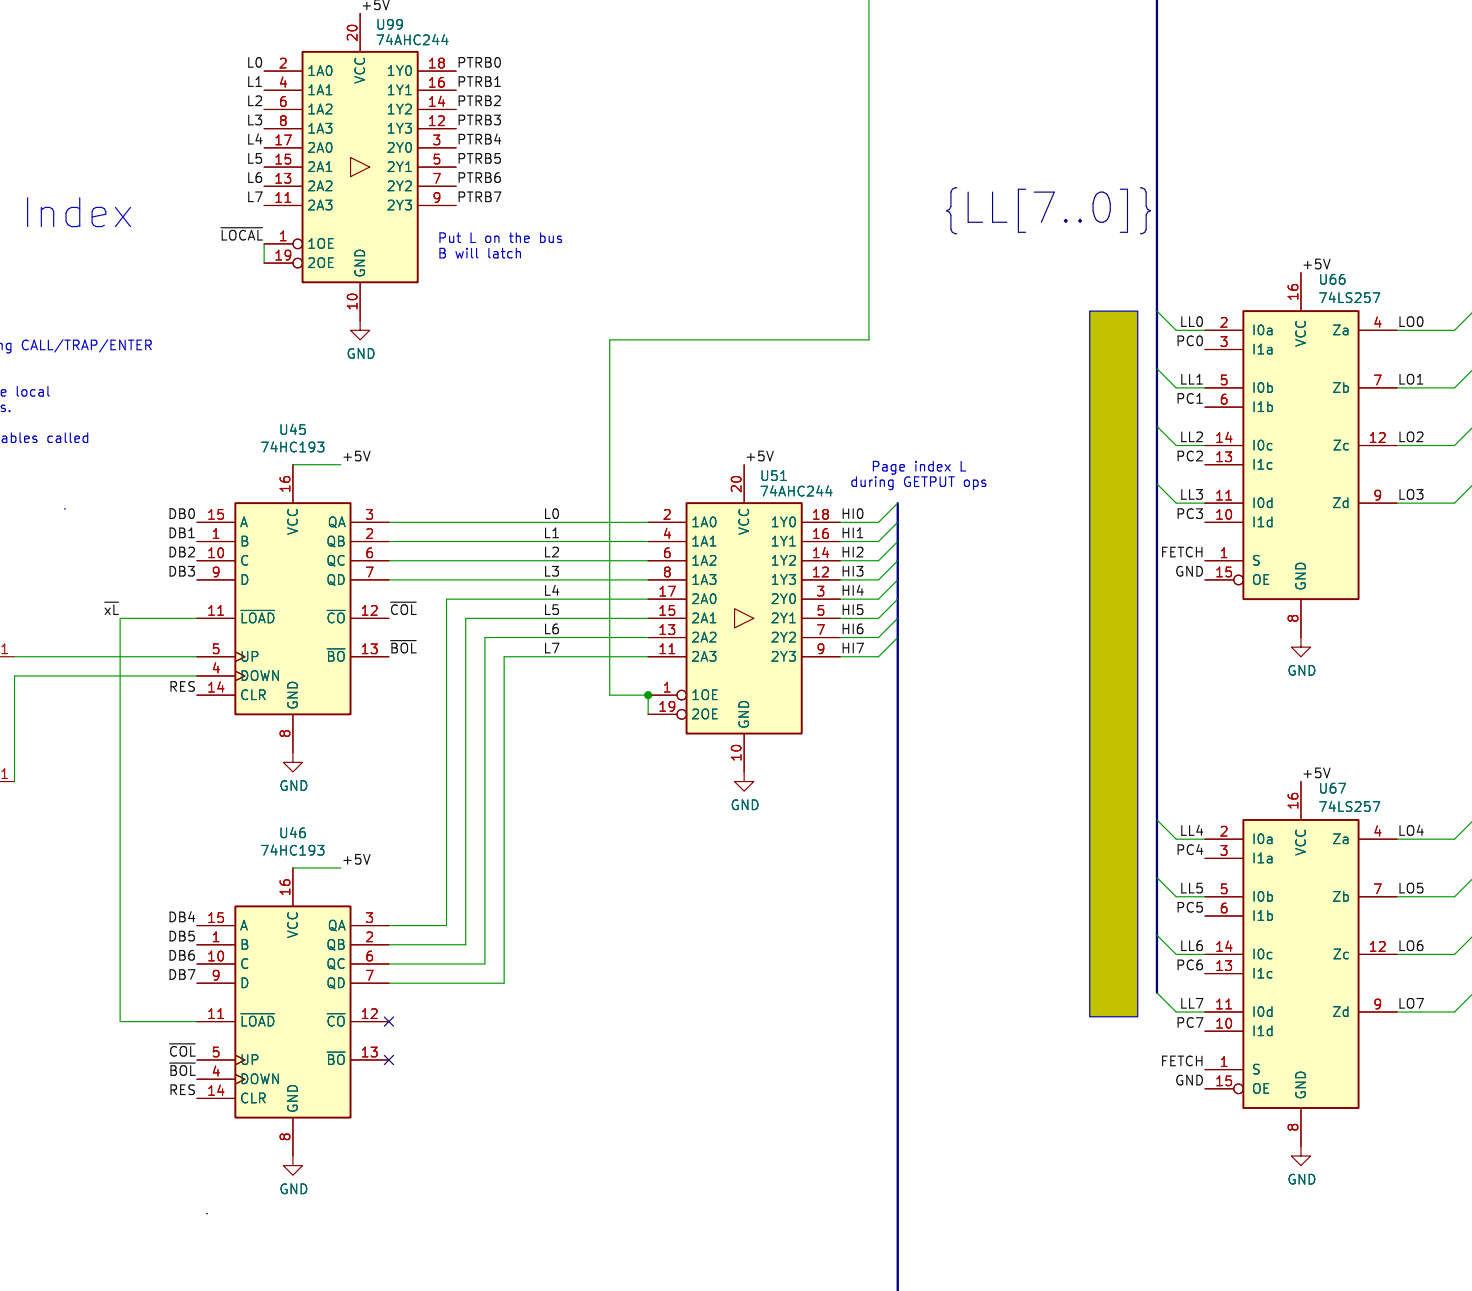 +5V
U99
74AHC244
20
VCC
L0 2 1A0 1Y0 18 PTRB0
L1 4 1A1 1Y1 16 PTRB1
L2 6 1A2 1Y2 14 PTRB2
L3 8 1A3 1Y3 12 PTRB3
L4 17 2A0 2Y0 3 PTRB4
L5 15 2A1 2Y1 5 PTRB5
L6 13 2A2 2Y2 7 PTRB6
L7 11 2A3 2Y3 9 PTRB7
LOCAL 1 1OE
19 2OE
GND
10
GND
Put L on the bus
B will latch
Index
{LL[7..0]}
ng CALL/TRAP/ENTER
e local
s.
ables called
U45
74HC193
+5V
16
VCC
DB0 15 A QA 3
DB1 1 B QB 2
DB2 10 C QC 6
DB3 9 D QD 7
xL 11 LOAD CO 12 COL
1 5 UP BO 13 BOL
4 DOWN
RES 14 CLR
GND
8
GND
1
+5V
U51
74AHC244
20
VCC
L0 2 1A0 1Y0 18 HI0
L1 4 1A1 1Y1 16 HI1
L2 6 1A2 1Y2 14 HI2
L3 8 1A3 1Y3 12 HI3
L4 17 2A0 2Y0 3 HI4
L5 15 2A1 2Y1 5 HI5
L6 13 2A2 2Y2 7 HI6
L7 11 2A3 2Y3 9 HI7
1 1OE
19 2OE
GND
10
GND
Page index L
during GETPUT ops
U46
74HC193
+5V
16
VCC
DB4 15 A QA 3
DB5 1 B QB 2
DB6 10 C QC 6
DB7 9 D QD 7
11 LOAD CO 12
COL 5 UP BO 13
BOL 4 DOWN
RES 14 CLR
GND
8
GND
+5V
U66
74LS257
16
VCC
LL0 2 I0a Za 4 LO0
PC0 3 I1a
LL1 5 I0b Zb 7 LO1
PC1 6 I1b
LL2 14 I0c Zc 12 LO2
PC2 13 I1c
LL3 11 I0d Zd 9 LO3
PC3 10 I1d
FETCH 1 S
GND 15 OE
GND
8
GND
+5V
U67
74LS257
16
VCC
LL4 2 I0a Za 4 LO4
PC4 3 I1a
LL5 5 I0b Zb 7 LO5
PC5 6 I1b
LL6 14 I0c Zc 12 LO6
PC6 13 I1c
LL7 11 I0d Zd 9 LO7
PC7 10 I1d
FETCH 1 S
GND 15 OE
GND
8
GND